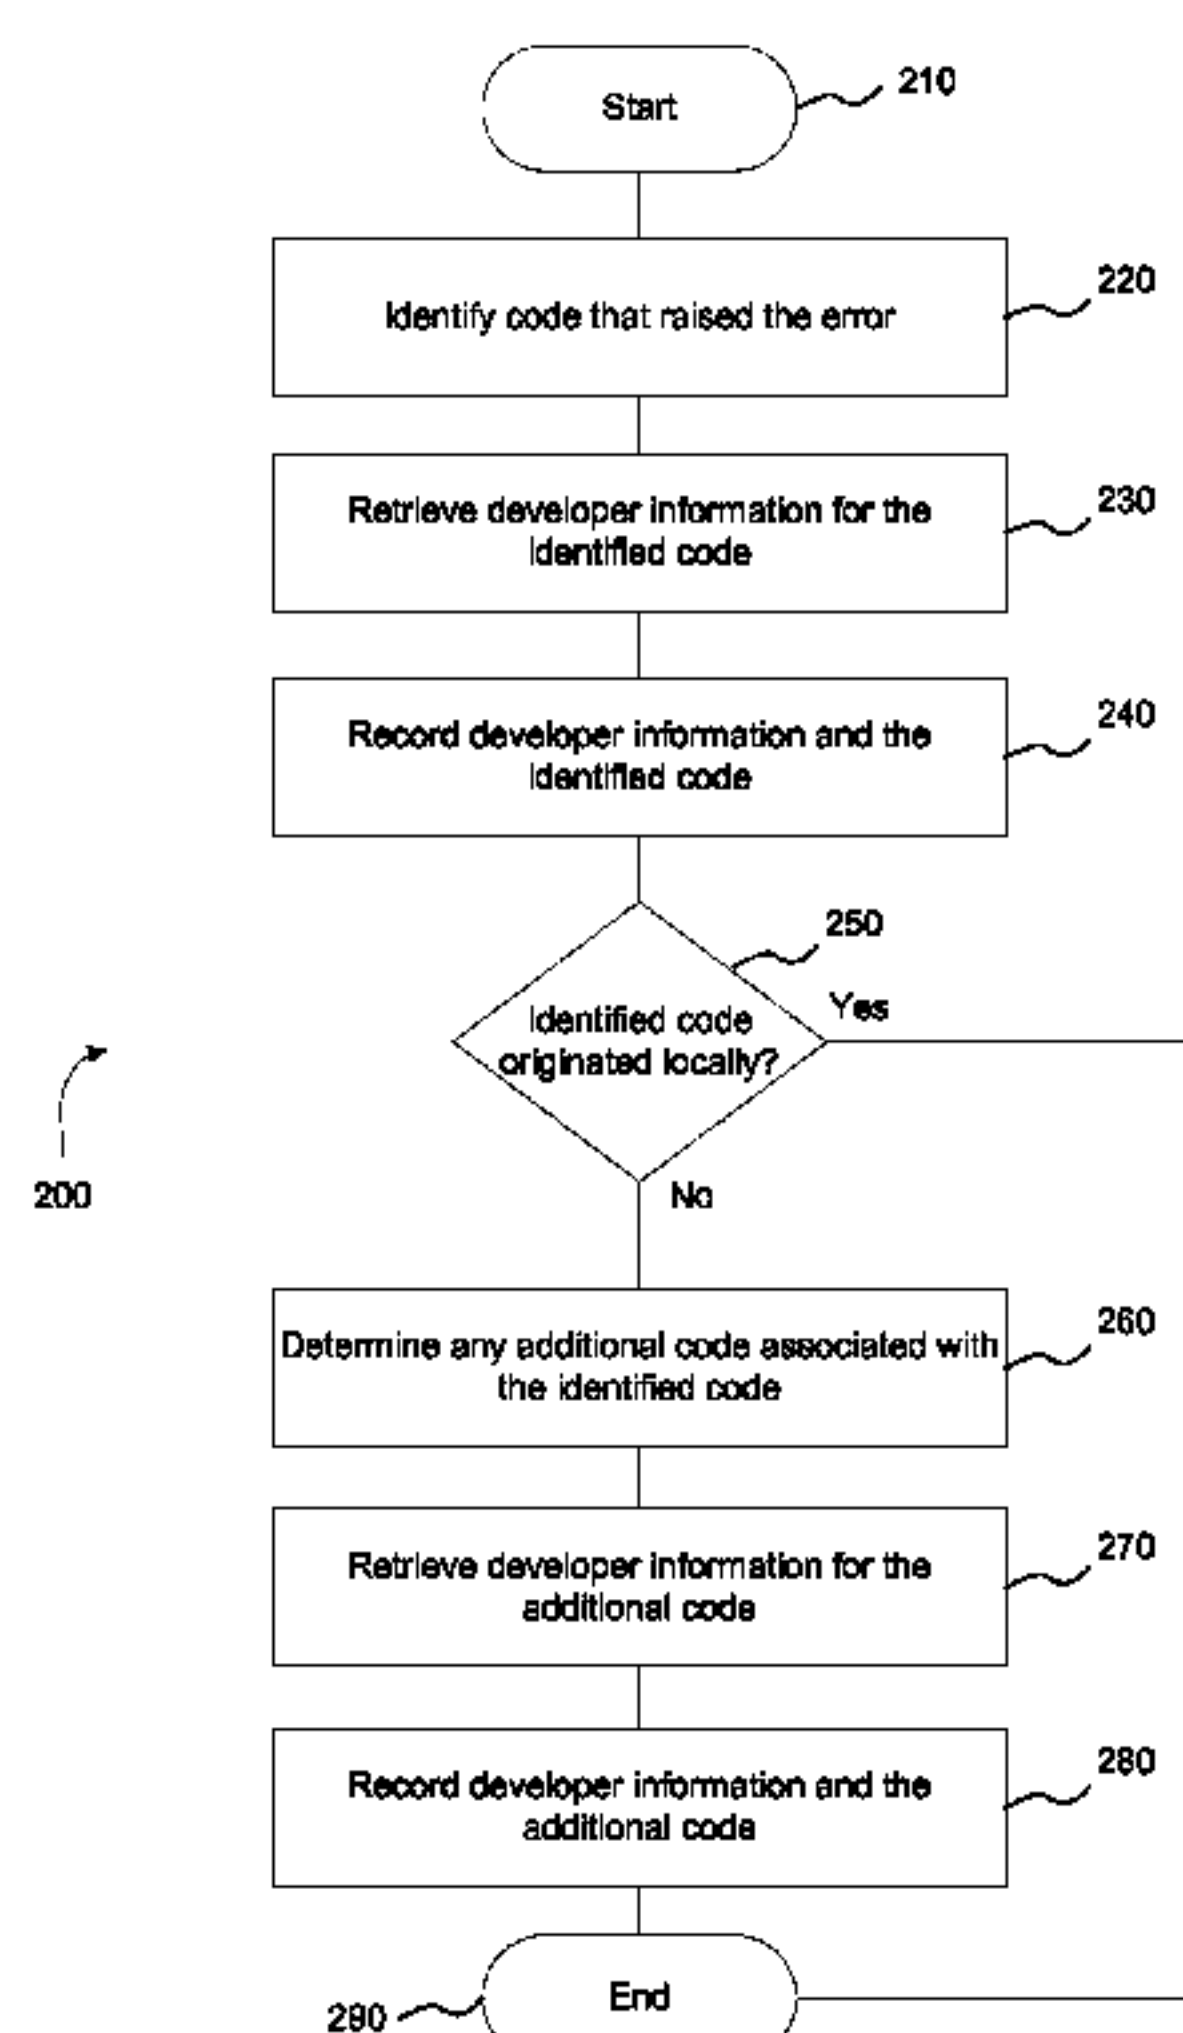 Start
210
Identify code that raised the error
220
Retrieve developer information for the
identified code
230
Record developer information and the
identified code
240
250
Identified code
originated locally?
Yes
200
No
Determine any additional code associated with
the identified code
260
Retrieve developer information for the
additional code
270
Record developer information and the
additional code
280
End
290